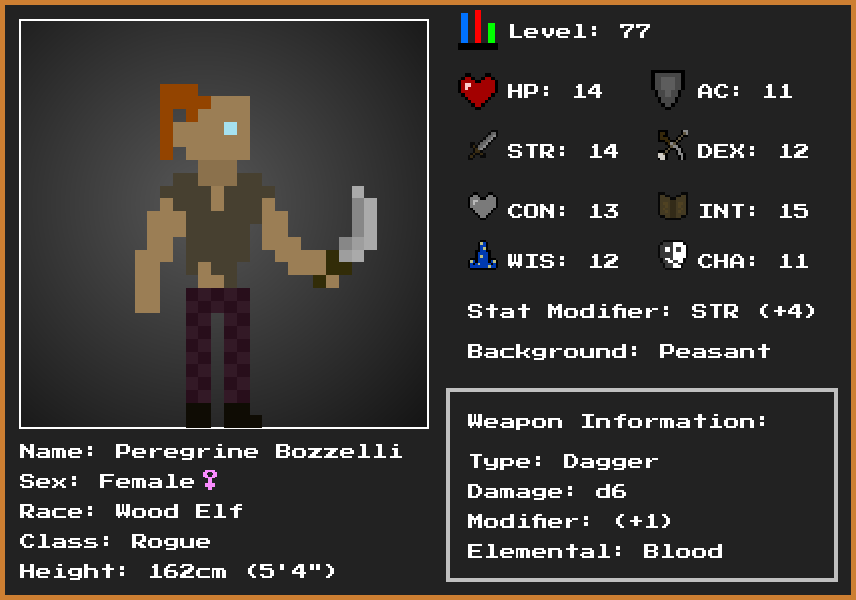 Level: 77
HP: 14
AC: 11
STR: 14
DEX: 12
CON: 13
INT: 15
WIS: 12
CHA: 11
Stat Modifier: STR (+4)
Background: Peasant
Weapon Information:
Type: Dagger
Damage: d6
Modifier: (+1)
Elemental: Blood
Name: Peregrine Bozzelli
Sex: Female♀
Race: Wood Elf
Class: Rogue
Height: 162cm (5'4")